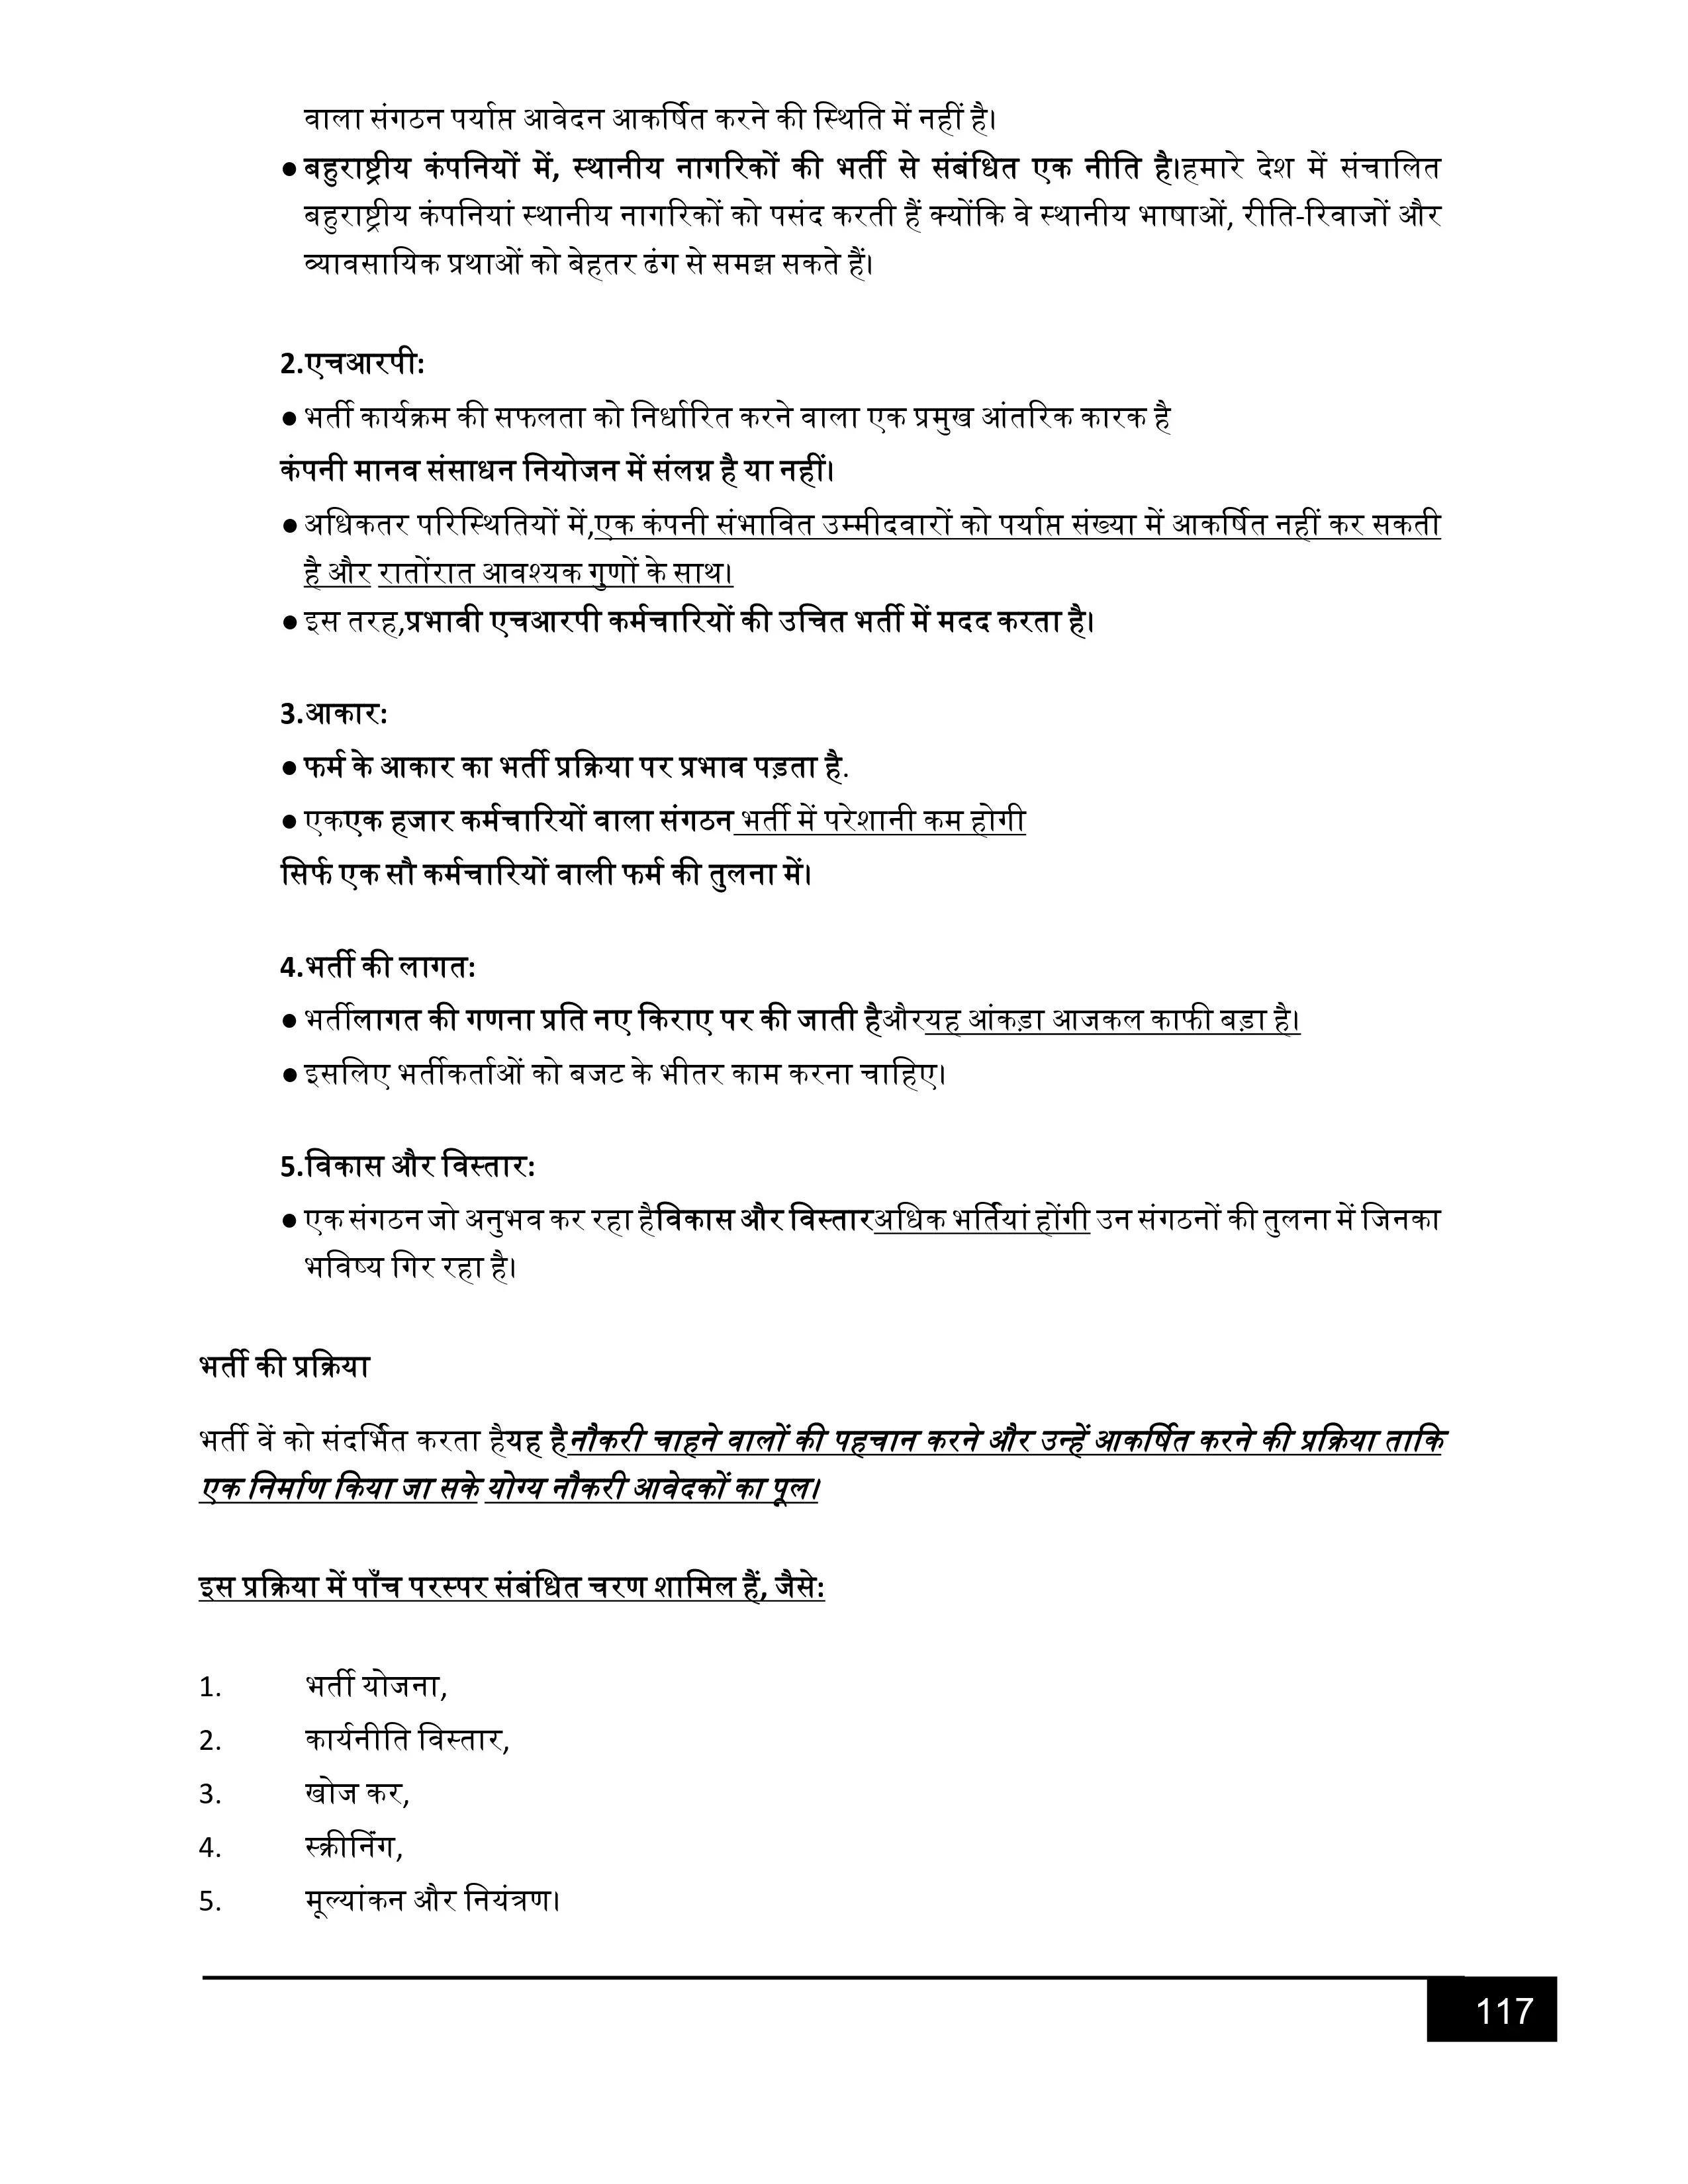 वाला संगठन पर्याप्त आवेदन आकर्षित करने की स्थिति में नहीं है।
● बहुराष्ट्रीय कंपनियों में, स्थानीय नागरिकों की भर्ती से संबंधित एक नीति है।हमारे देश में संचालित
बहुराष्ट्रीय कंपनियां स्थानीय नागरिकों को पसंद करती हैं क्योंकि वे स्थानीय भाषाओं, रीति-रिवाजों और
व्यावसायिक प्रथाओं को बेहतर ढंग से समझ सकते हैं।
2.एचआरपी:
● भर्ती कार्यक्रम की सफलता को निर्धारित करने वाला एक प्रमुख आंतरिक कारक है
कंपनी मानव संसाधन नियोजन में संलग्न है या नहीं।
● अधिकतर परिस्थितियों में,एक कंपनी संभावित उम्मीदवारों को पर्याप्त संख्या में आकर्षित नहीं कर सकती
है और रातोंरात आवश्यक गुणों के साथ।
● इस तरह,प्रभावी एचआरपी कर्मचारियों की उचित भर्ती में मदद करता है।
3.आकार:
● फर्म के आकार का भर्ती प्रक्रिया पर प्रभाव पड़ता है.
● एकएक हजार कर्मचारियों वाला संगठन भर्ती में परेशानी कम होगी
सिर्फ एक सौ कर्मचारियों वाली फर्म की तुलना में।
4.भर्ती की लागत:
● भर्तीलागत की गणना प्रति नए किराए पर की जाती हैऔरयह आंकड़ा आजकल काफी बड़ा है।
● इसलिए भर्तीकर्ताओं को बजट के भीतर काम करना चाहिए।
5.विकास और विस्तार:
● एक संगठन जो अनुभव कर रहा हैविकास और विस्तारअधिक भर्तियां होंगी उन संगठनों की तुलना में जिनका
भविष्य गिर रहा है।
भर्ती की प्रक्रिया
भर्ती वें को संदर्भित करता हैयह हैनौकरी चाहने वालों की पहचान करने और उन्हें आकर्षित करने की प्रक्रिया ताकि
एक निर्माण किया जा सके योग्य नौकरी आवेदकों का पूल।
इस प्रक्रिया में पाँच परस्पर संबंधित चरण शामिल हैं, जैसे:
1. भर्ती योजना,
2. कार्यनीति विस्तार,
3. खोज कर,
4. स्क्रीनिंग,
5. मूल्यांकन और नियंत्रण।
117